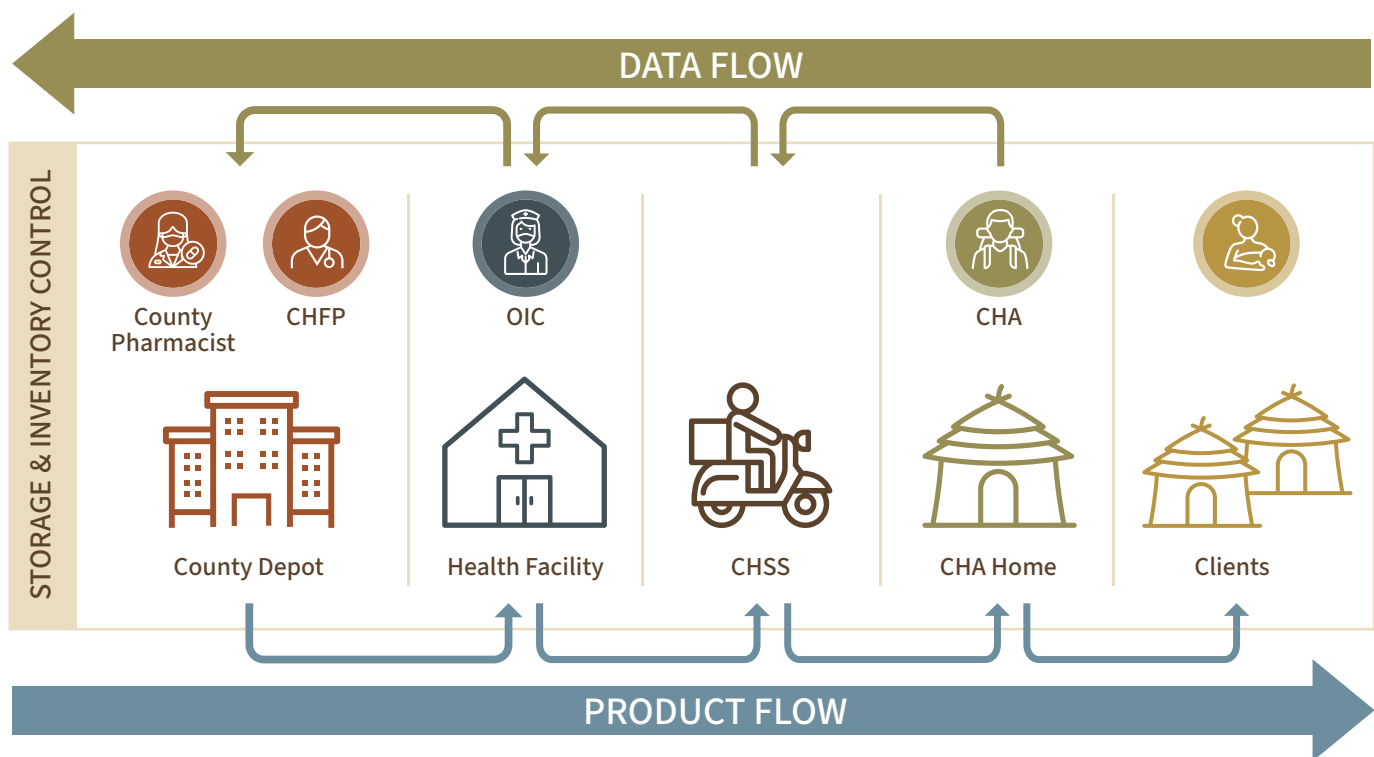 DATA FLOW
STORAGE & INVENTORY CONTROL
County
Pharmacist
CHFP
OIC
CHA
County Depot
Health Facility
CHSS
CHA Home
Clients
PRODUCT FLOW